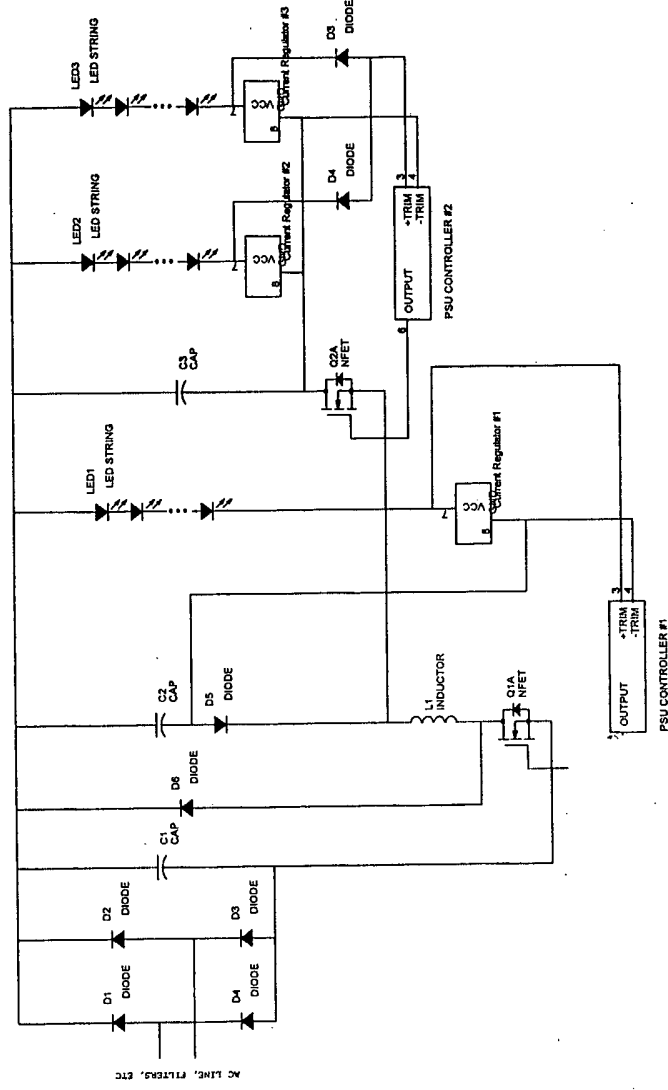 LED3
LED STRING
7
VCC
8
Current Regulator #3
D3
DIODE
LED2
LED STRING
7
VCC
8
Current Regulator #2
D4
DIODE
3
4
+TRIM
-TRIM
OUTPUT
6
PSU CONTROLLER #2
C3
CAP
Q2A
NFET
LED1
LED STRING
7
VCC
8
Current Regulator #1
3
4
+TRIM
-TRIM
OUTPUT
PSU CONTROLLER #1
C2
CAP
D5
DIODE
L1
INDUCTOR
Q1A
NFET
D6
DIODE
C1
CAP
D2
DIODE
D3
DIODE
D1
DIODE
D4
DIODE
AC LINE, FILTERS, ETC